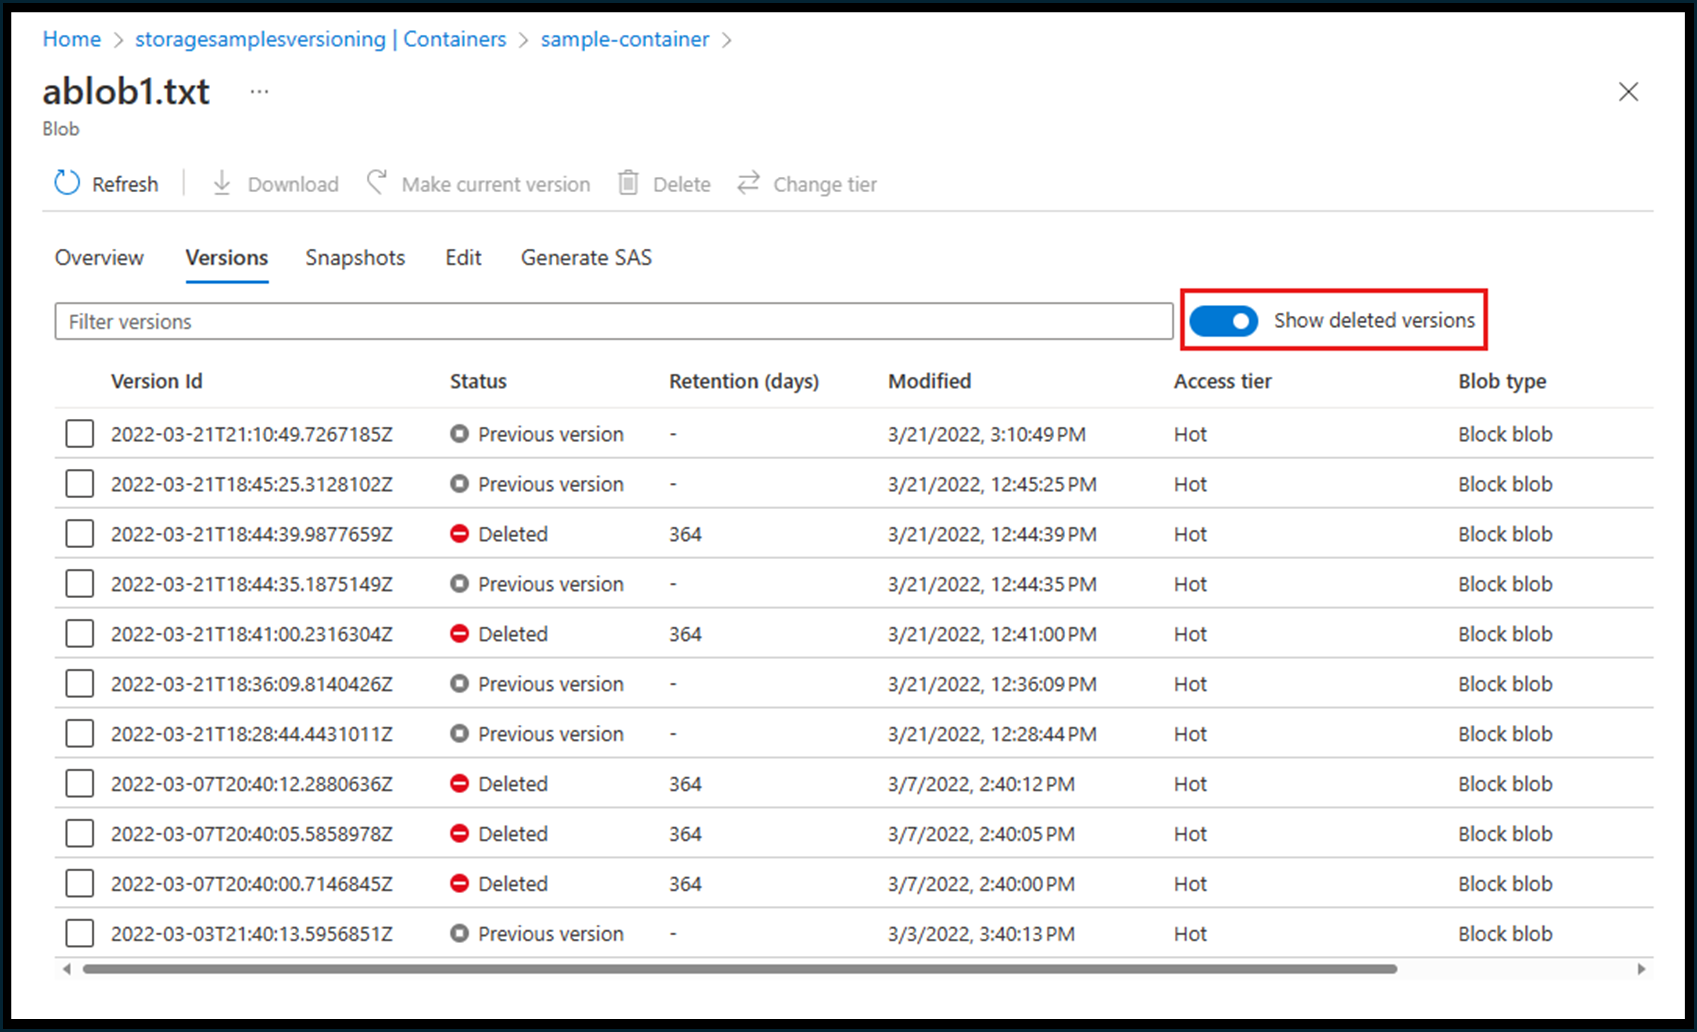 Home > storagesamplesversioning | Containers > sample-container >
ablob1.txt ...
Blob
Refresh | Download Make current version Delete Change tier
Overview Versions Snapshots Edit Generate SAS
Filter versions Show deleted versions
Version Id Status Retention (days) Modified Access tier Blob type
2022-03-21T21:10:49.7267185Z Previous version - 3/21/2022, 3:10:49 PM Hot Block blob
2022-03-21T18:45:25.3128102Z Previous version - 3/21/2022, 12:45:25 PM Hot Block blob
2022-03-21T18:44:39.9877659Z Deleted 364 3/21/2022, 12:44:39 PM Hot Block blob
2022-03-21T18:44:35.1875149Z Previous version - 3/21/2022, 12:44:35 PM Hot Block blob
2022-03-21T18:41:00.2316304Z Deleted 364 3/21/2022, 12:41:00 PM Hot Block blob
2022-03-21T18:36:09.8140426Z Previous version - 3/21/2022, 12:36:09 PM Hot Block blob
2022-03-21T18:28:44.4431011Z Previous version - 3/21/2022, 12:28:44 PM Hot Block blob
2022-03-07T20:40:12.2880636Z Deleted 364 3/7/2022, 2:40:12 PM Hot Block blob
2022-03-07T20:40:05.5858978Z Deleted 364 3/7/2022, 2:40:05 PM Hot Block blob
2022-03-07T20:40:00.7146845Z Deleted 364 3/7/2022, 2:40:00 PM Hot Block blob
2022-03-03T21:40:13.5956851Z Previous version - 3/3/2022, 3:40:13 PM Hot Block blob